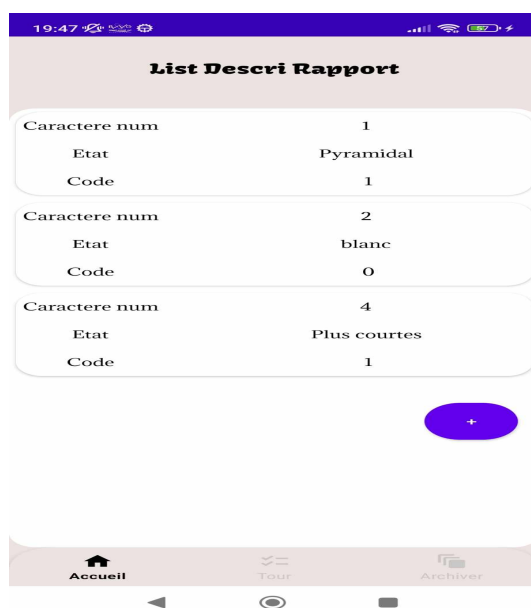 19:47
57
List Descri Rapport
Caractere num 1
Etat Pyramidal
Code 1
Caractere num 2
Etat blanc
Code 0
Caractere num 4
Etat Plus courtes
Code 1
+
Accueil Tour Archiver